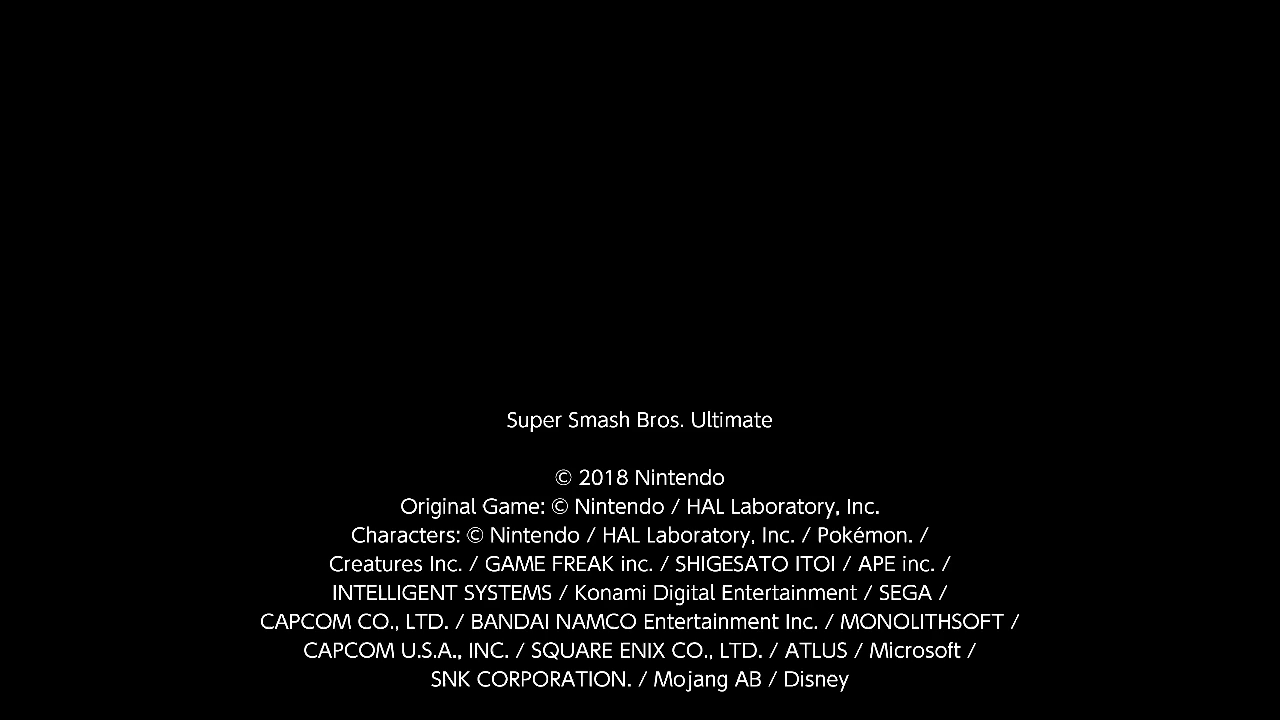 Super Smash Bros. Ultimate
© 2018 Nintendo
Original Game: © Nintendo / HAL Laboratory, Inc.
Characters: © Nintendo / HAL Laboratory, Inc. / Pokémon. /
Creatures Inc. / GAME FREAK inc. / SHIGESATO ITOI / APE inc. /
INTELLIGENT SYSTEMS / Konami Digital Entertainment / SEGA /
CAPCOM CO., LTD. / BANDAI NAMCO Entertainment Inc. / MONOLITHSOFT /
CAPCOM U.S.A., INC. / SQUARE ENIX CO., LTD. / ATLUS / Microsoft /
SNK CORPORATION. / Mojang AB / Disney